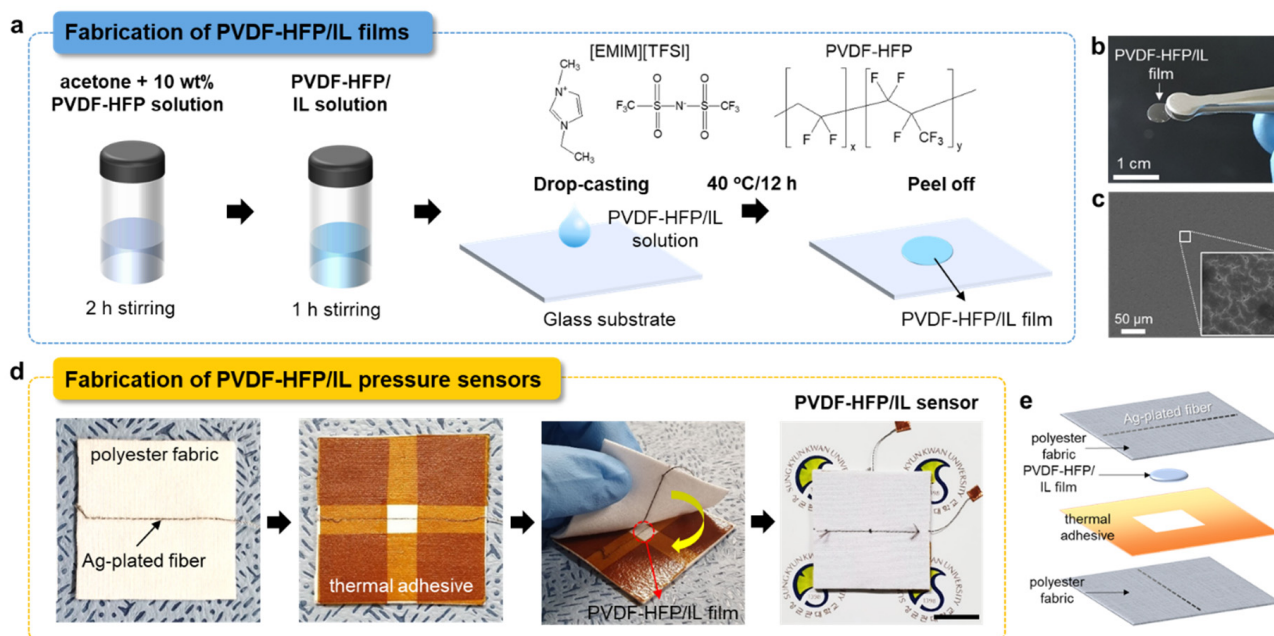 a
Fabrication of PVDF-HFP/IL films
acetone + 10 wt%
PVDF-HFP solution
2 h stirring
PVDF-HFP/
IL solution
1 h stirring
[EMIM][TFSI]
CH3
N+
N
CH3
F3C
S
O
O
N-
S
O
O
CF3
PVDF-HFP
F
F
x
F
F
F
CF3
y
Drop-casting
PVDF-HFP/IL
solution
Glass substrate
40 °C/12 h
Peel off
PVDF-HFP/IL film
b
PVDF-HFP/IL
film
1 cm
c
50 μm
d
Fabrication of PVDF-HFP/IL pressure sensors
polyester fabric
Ag-plated fiber
thermal adhesive
PVDF-HFP/IL film
PVDF-HFP/IL sensor
SUNG KYUN KWAN UNIVERSITY
e
Ag-plated fiber
polyester
fabric
PVDF-HFP/
IL film
thermal
adhesive
polyester
fabric